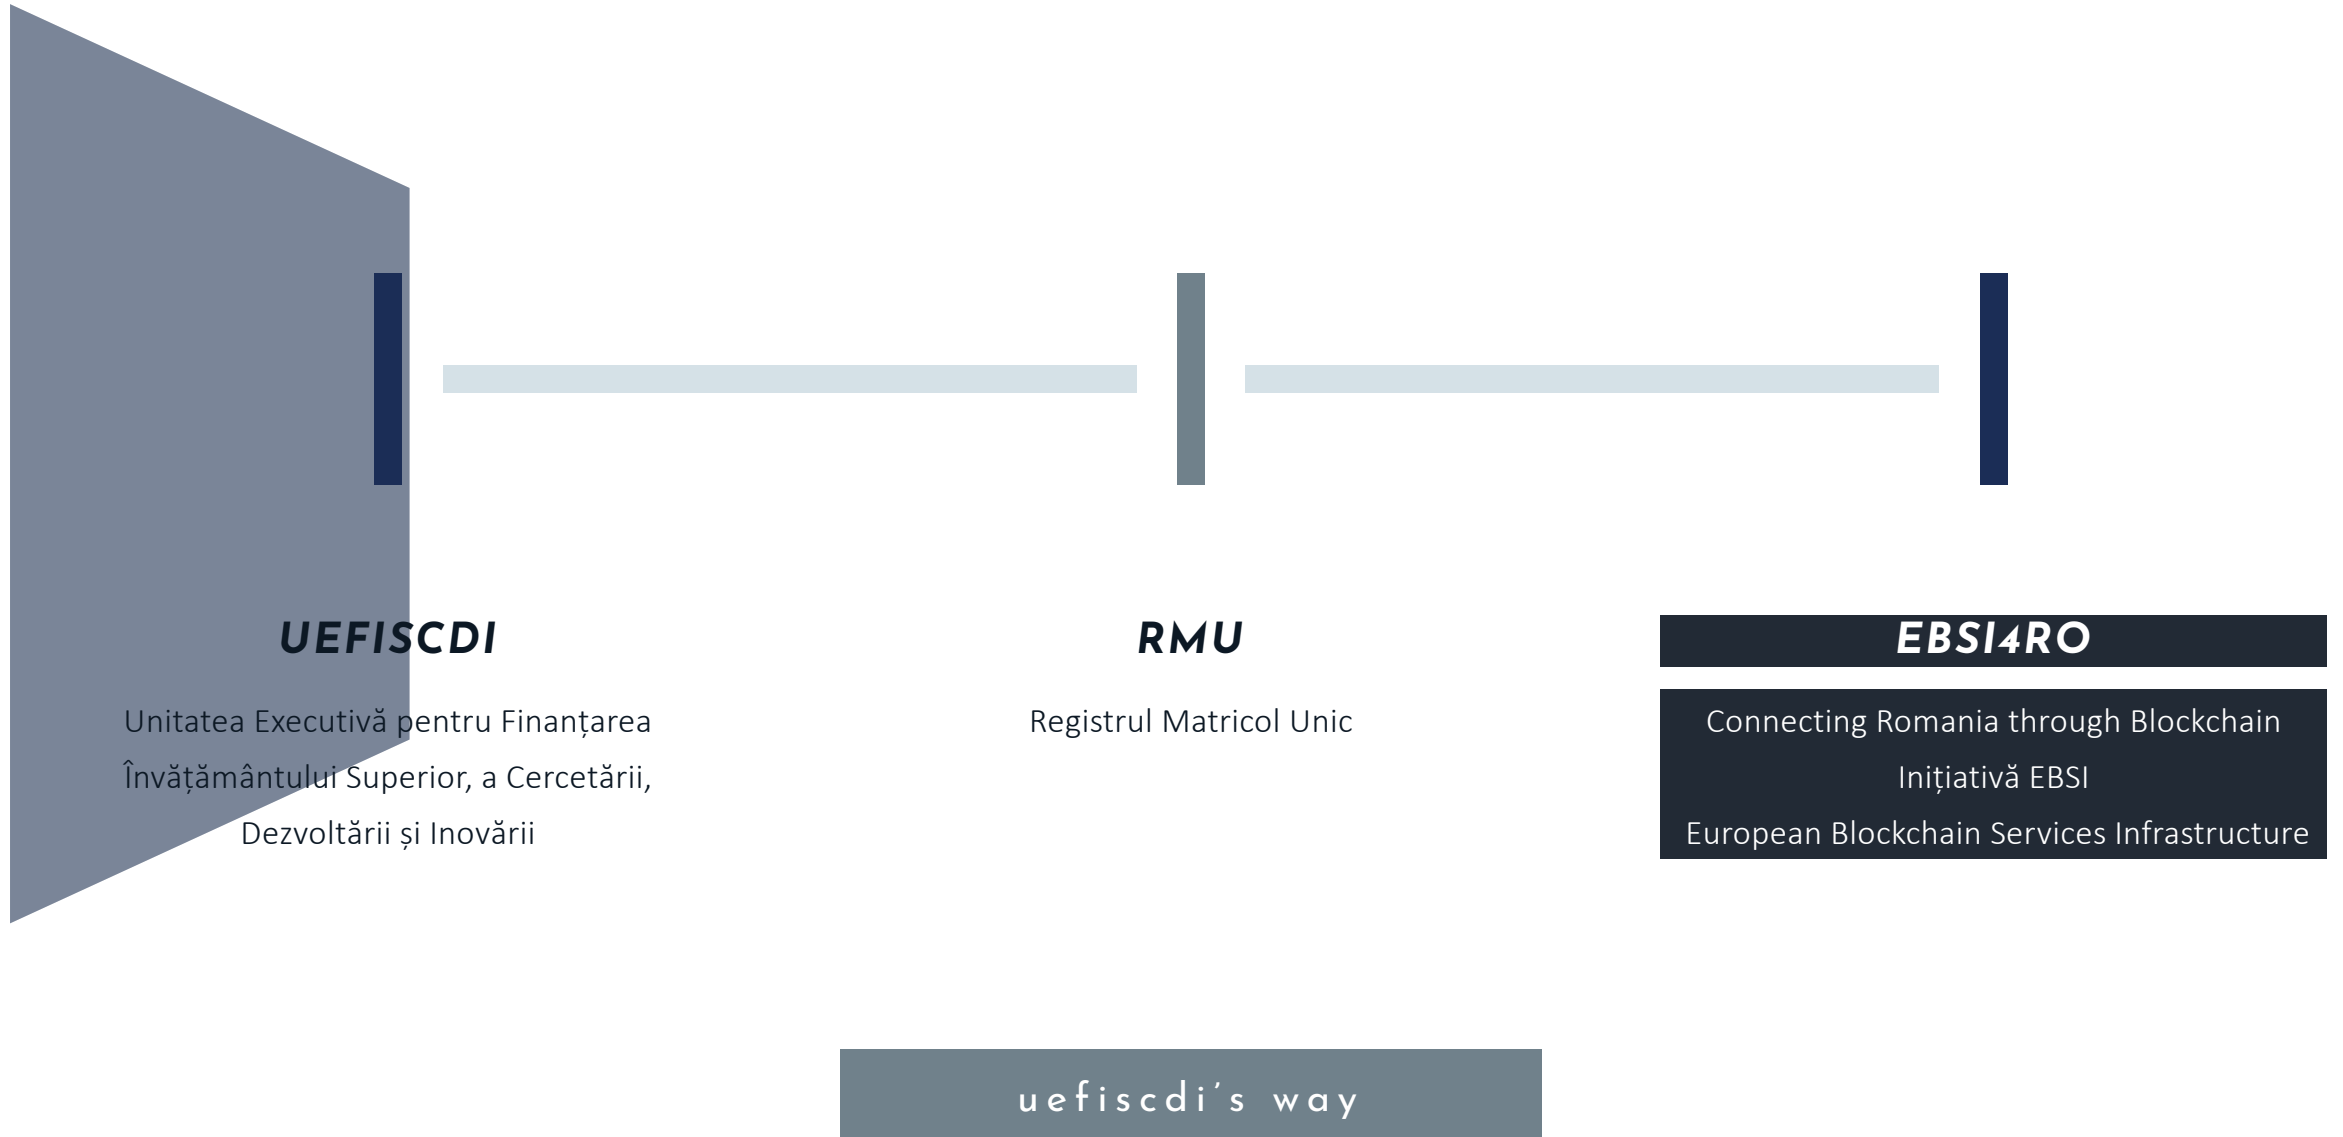 UEFISCDI
Unitatea Executivă pentru Finanțarea
Învățământului Superior, a Cercetării,
Dezvoltării și Inovării
RMU
Registrul Matricol Unic
EBSI4RO
Connecting Romania through Blockchain
Inițiativă EBSI
European Blockchain Services Infrastructure
uefiscdi's way